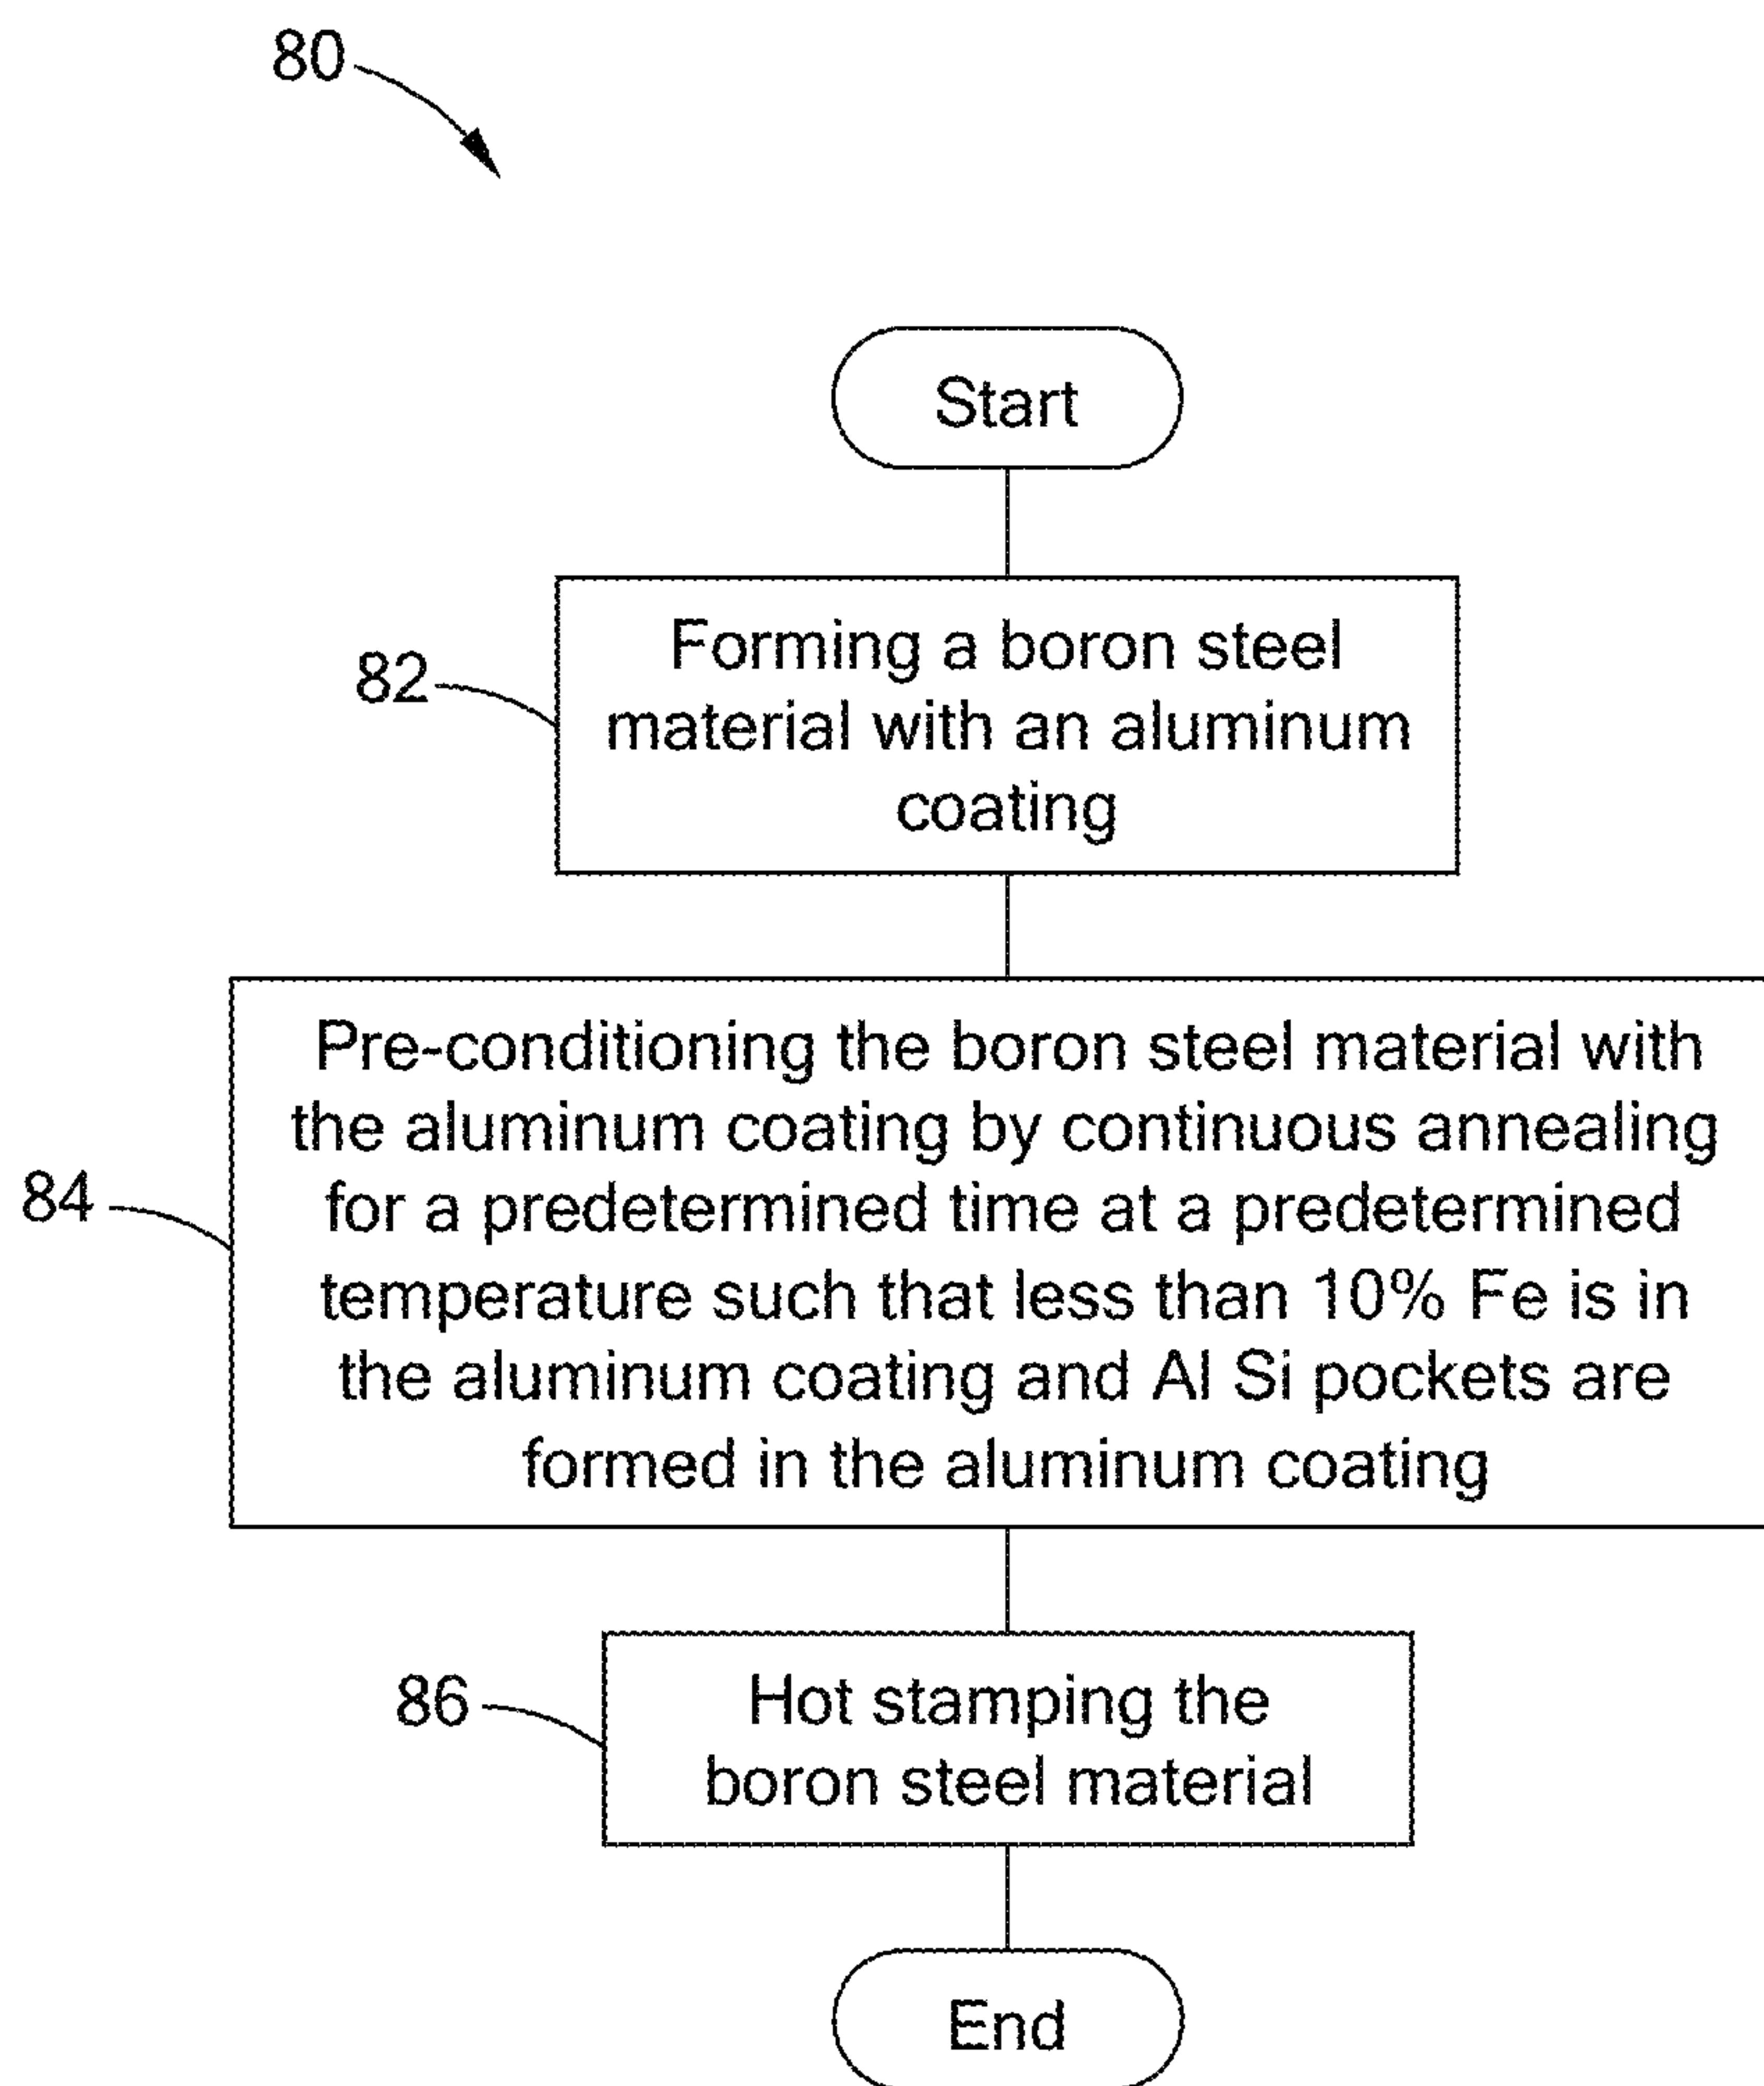 80
Start
82
Forming a boron steel
material with an aluminum
coating
84
Pre-conditioning the boron steel material with
the aluminum coating by continuous annealing
for a predetermined time at a predetermined
temperature such that less than 10% Fe is in
the aluminum coating and Al Si pockets are
formed in the aluminum coating
86
Hot stamping the
boron steel material
End